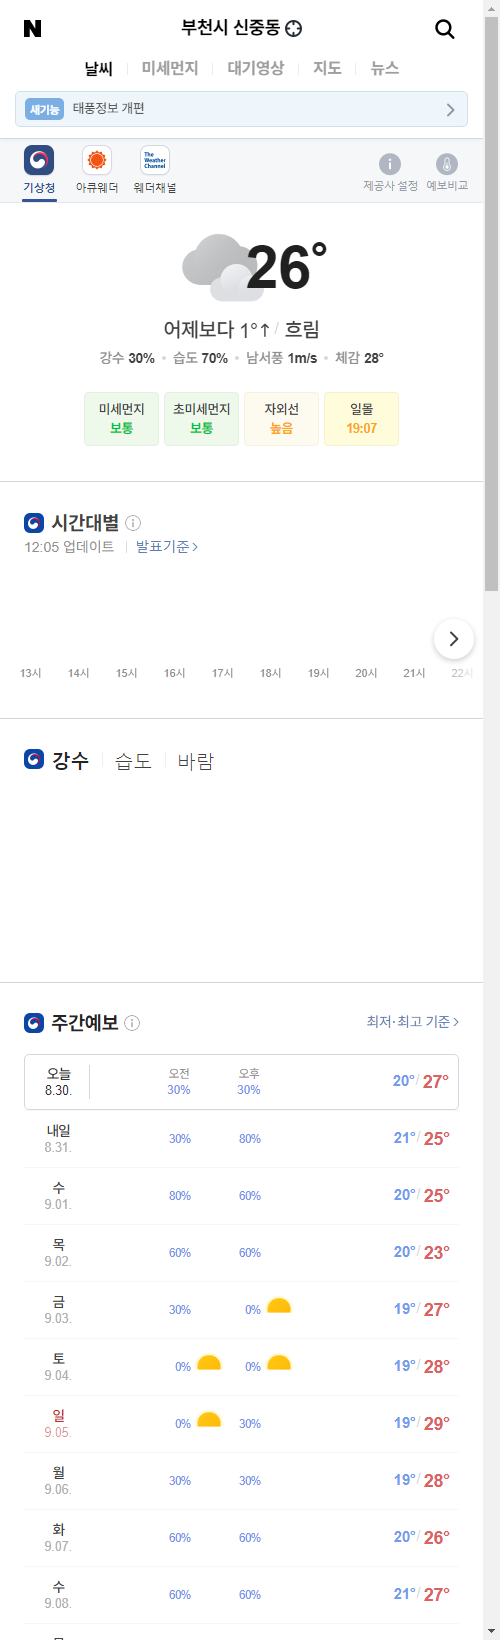 N
부천시 신중동
날씨 미세먼지 대기영상 지도 뉴스
새기능 태풍정보 개편
The Weather Channel
기상청 아큐웨더 웨더채널 제공사 설정 예보비교
26°
어제보다 1°↑ / 흐림
강수 30% • 습도 70% • 남서풍 1m/s • 체감 28°
미세먼지 초미세먼지 자외선 일몰
보통 보통 높음 19:07
시간대별
12:05 업데이트 발표기준 >
13시 14시 15시 16시 17시 18시 19시 20시 21시 22시
강수 습도 바람
주간예보 최저·최고 기준 >
오늘 오전 오후
8.30. 30% 30% 20°/ 27°
내일
8.31. 30% 80% 21°/ 25°
수
9.01. 80% 60% 20°/ 25°
목
9.02. 60% 60% 20°/ 23°
금
9.03. 30% 0% 19°/ 27°
토
9.04. 0% 0% 19°/ 28°
일
9.05. 0% 30% 19°/ 29°
월
9.06. 30% 30% 19°/ 28°
화
9.07. 60% 60% 20°/ 26°
수
9.08. 60% 60% 21°/ 27°